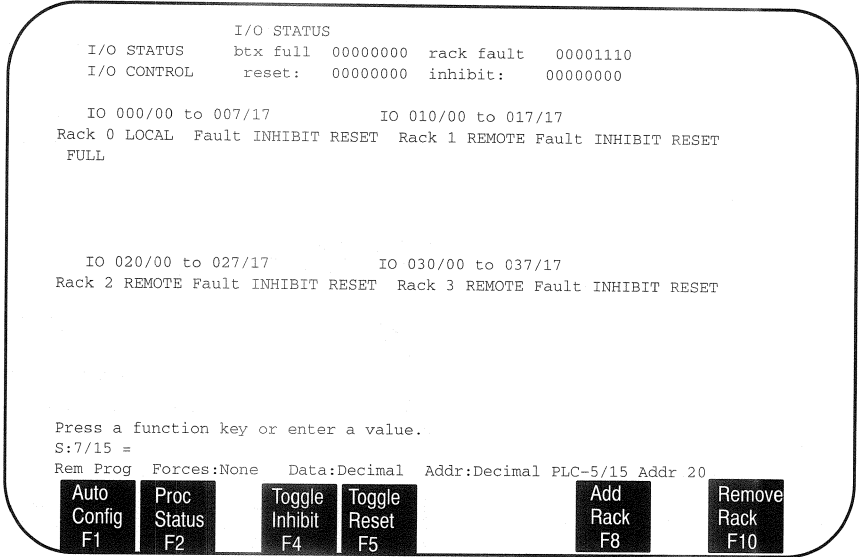 I/O STATUS
I/O STATUS btx full 00000000 rack fault 00001110
I/O CONTROL reset: 00000000 inhibit: 00000000
IO 000/00 to 007/17 IO 010/00 to 017/17
Rack 0 LOCAL Fault INHIBIT RESET Rack 1 REMOTE Fault INHIBIT RESET
FULL
IO 020/00 to 027/17 IO 030/00 to 037/17
Rack 2 REMOTE Fault INHIBIT RESET Rack 3 REMOTE Fault INHIBIT RESET
Press a function key or enter a value.
S:7/15 =
Rem Prog Forces:None Data:Decimal Addr:Decimal PLC-5/15 Addr 20
Auto Config F1
Proc Status F2
Toggle Inhibit F4
Toggle Reset F5
Add Rack F8
Remove Rack F10